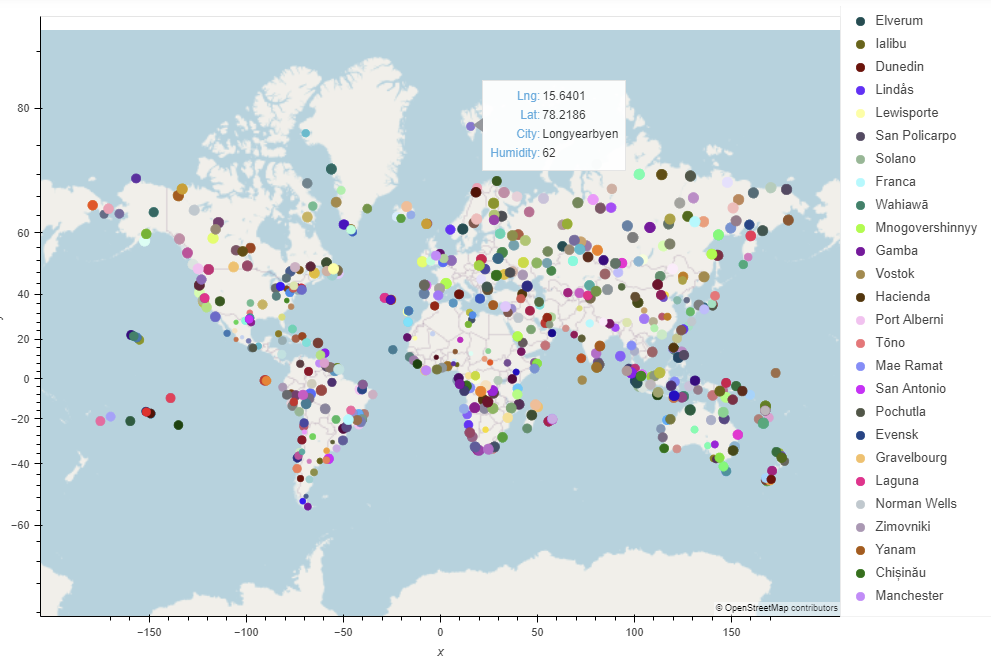 80
60
40
20
0
−20
−40
−60
−150
−100
−50
0
50
100
150
x
Lng: 15.6401
Lat: 78.2186
City: Longyearbyen
Humidity: 62
© OpenStreetMap contributors
Elverum
Ialibu
Dunedin
Lindås
Lewisporte
San Policarpo
Solano
Franca
Wahiawā
Mnogovershinnyy
Gamba
Vostok
Hacienda
Port Alberni
Tōno
Mae Ramat
San Antonio
Pochutla
Evensk
Gravelbourg
Laguna
Norman Wells
Zimovniki
Yanam
Chișinău
Manchester